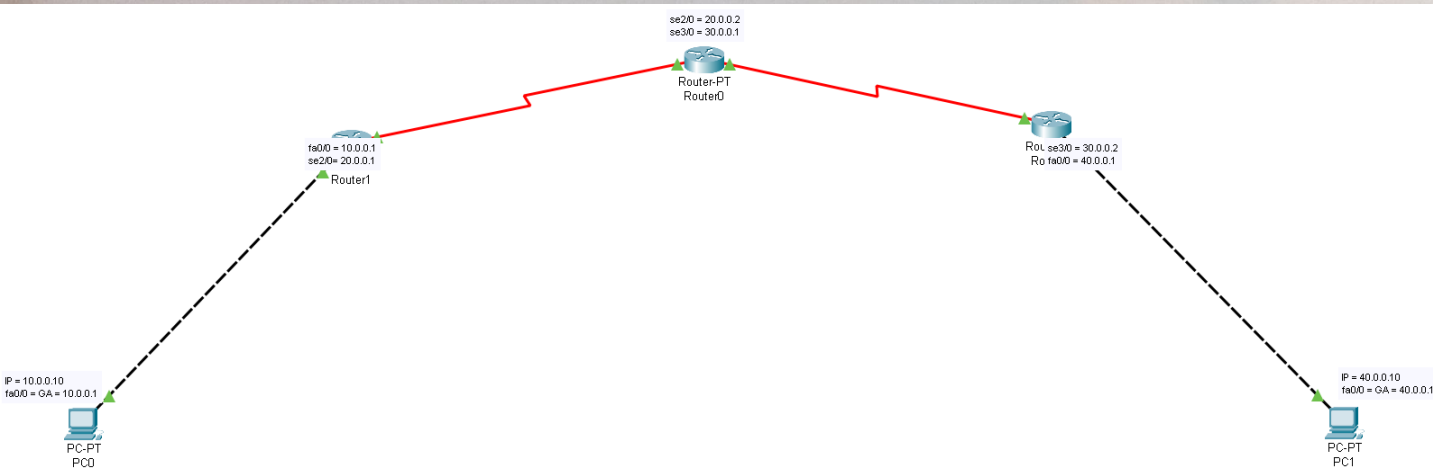 se2/0 = 20.0.0.2
se3/0 = 30.0.0.1
Router-PT
Router0
fa0/0 = 10.0.0.1
se2/0= 20.0.0.1
Router1
se3/0 = 30.0.0.2
fa0/0 = 40.0.0.1
IP = 10.0.0.10
fa0/0 = GA = 10.0.0.1
PC-PT
PC0
IP = 40.0.0.10
fa0/0 = GA = 40.0.0.1
PC-PT
PC1